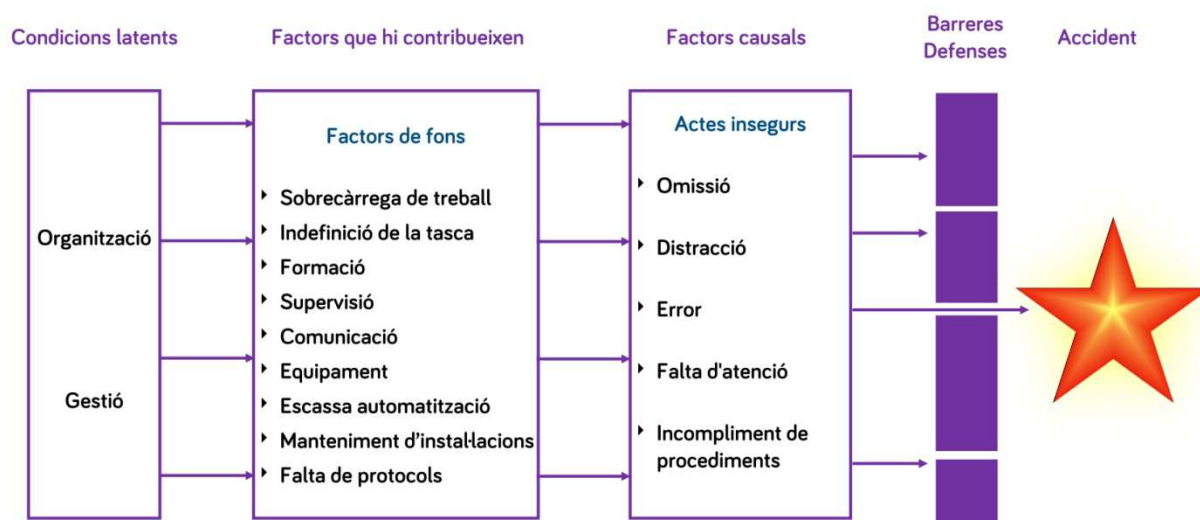 Condicions latents
Factors que hi contribueixen
Factors causals
Barreres
Defenses
Accident
Organització
Gestió
Factors de fons
Sobrecàrrega de treball
Indefinició de la tasca
Formació
Supervisió
Comunicació
Equipament
Escassa automatització
Manteniment d'instal·lacions
Falta de protocols
Actes insegurs
Omissió
Distracció
Error
Falta d'atenció
Incompliment de
procediments